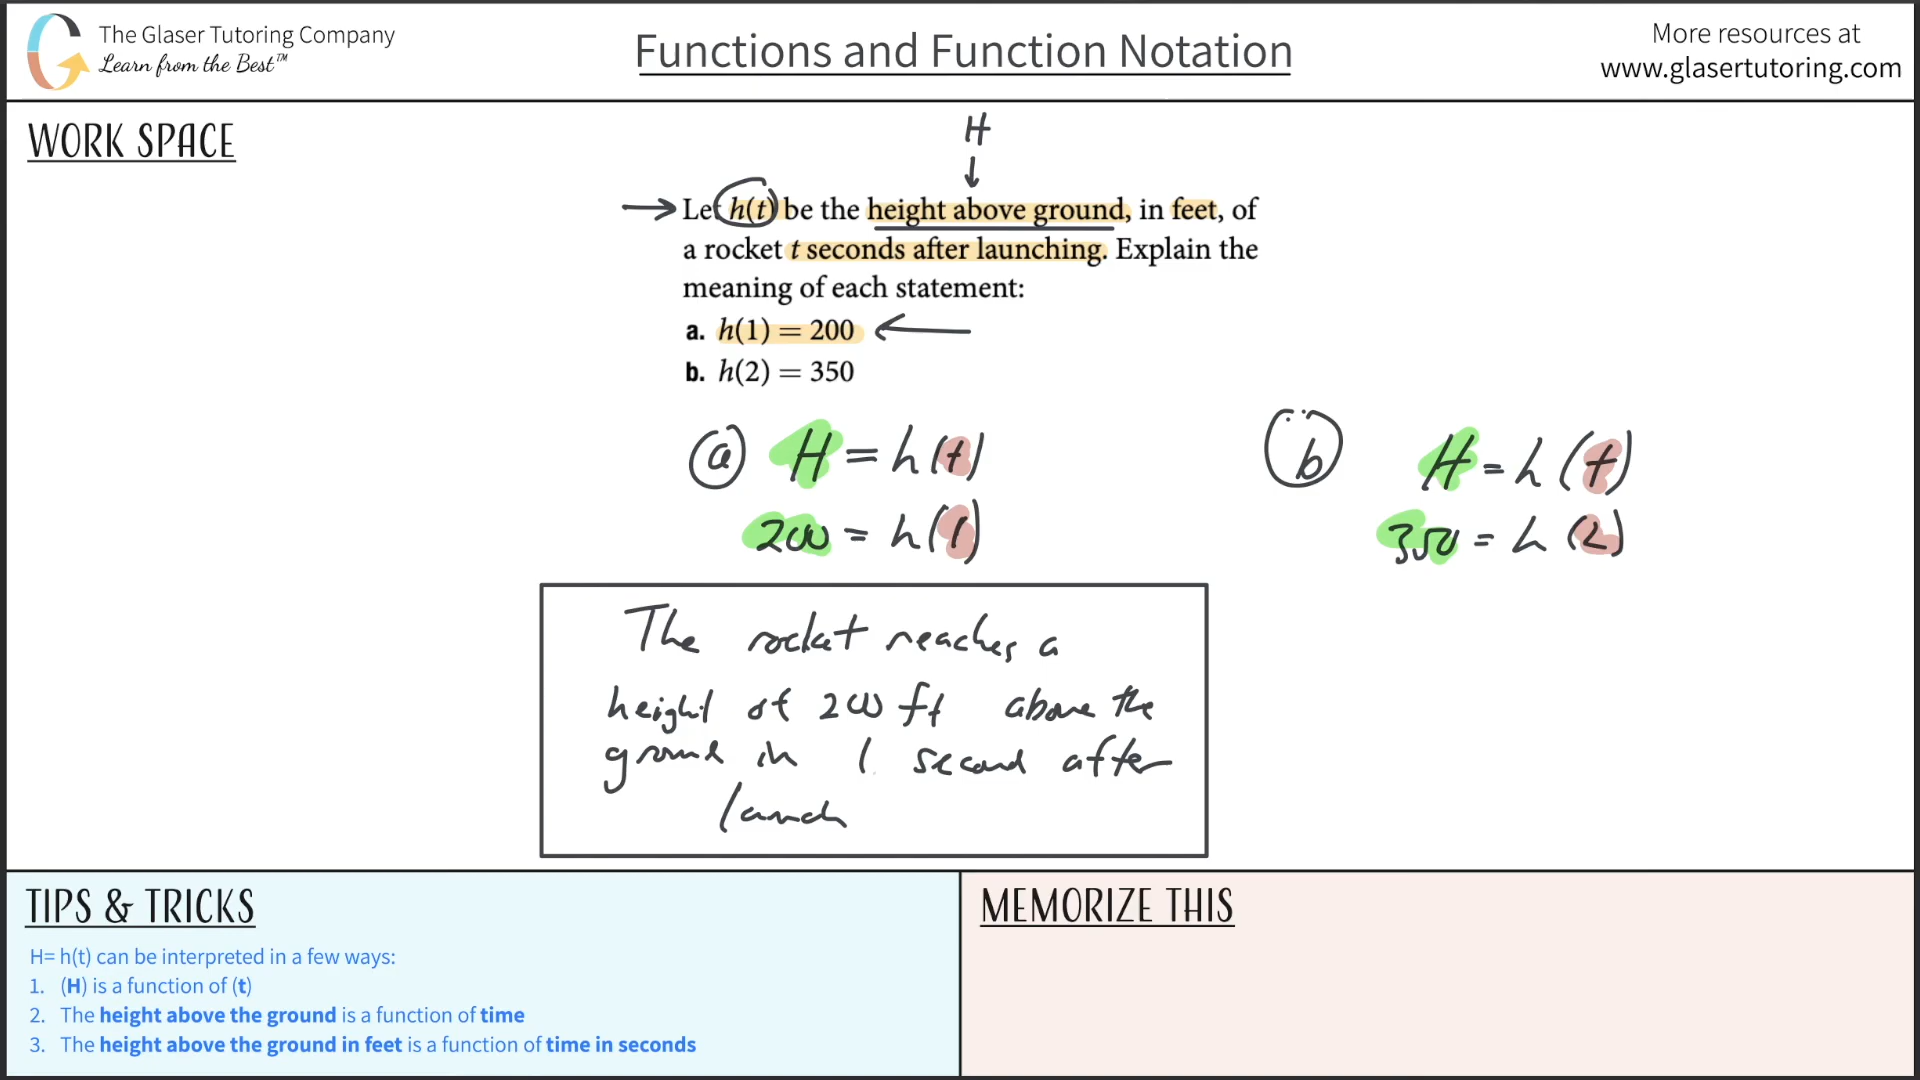 The Glaser Tutoring Company
Learn from the Best™
Functions and Function Notation
More resources at
www.glasertutoring.com
WORK SPACE
H
Let h(t) be the height above ground, in feet, of
a rocket t seconds after launching. Explain the
meaning of each statement:
a. h(1) = 200
b. h(2) = 350
a H = h(t)
200 = h(1)
b H = h(t)
350 = h(2)
The rocket reaches a
height of 200 ft above the
ground in 1 second after
launch
TIPS & TRICKS
H= h(t) can be interpreted in a few ways:
1. (H) is a function of (t)
2. The height above the ground is a function of time
3. The height above the ground in feet is a function of time in seconds
MEMORIZE THIS